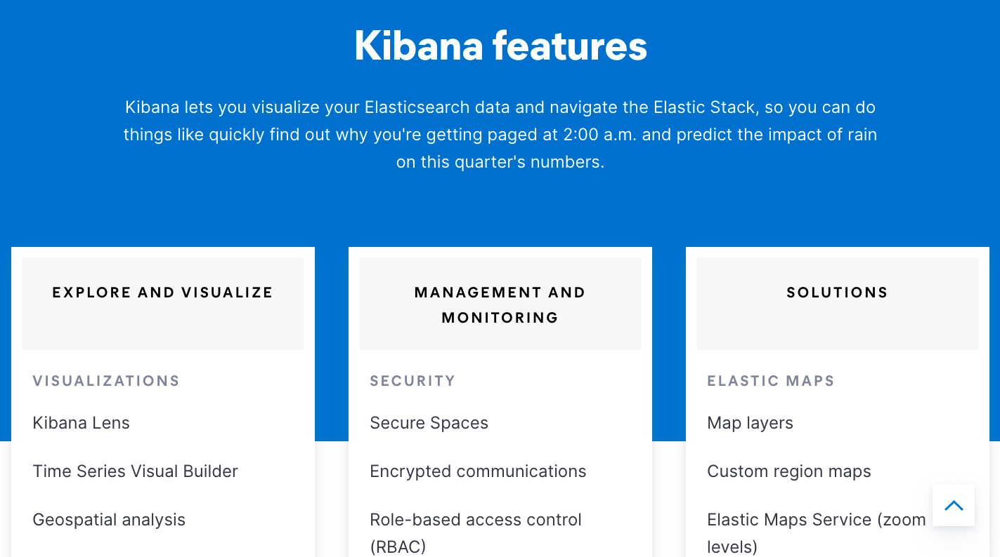 Kibana features
Kibana lets you visualize your Elasticsearch data and navigate the Elastic Stack, so you can do
things like quickly find out why you're getting paged at 2:00 a.m. and predict the impact of rain
on this quarter's numbers.
EXPLORE AND VISUALIZE
VISUALIZATIONS
Kibana Lens
Time Series Visual Builder
Geospatial analysis
MANAGEMENT AND
MONITORING
SECURITY
Secure Spaces
Encrypted communications
Role-based access control
(RBAC)
SOLUTIONS
ELASTIC MAPS
Map layers
Custom region maps
Elastic Maps Service (zoom
levels)